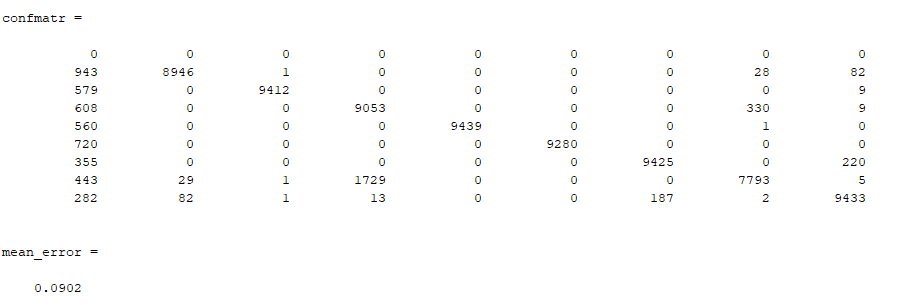 confmatr =
0 0 0 0 0 0 0 0 0
943 8946 1 0 0 0 0 28 82
579 0 9412 0 0 0 0 0 9
608 0 0 9053 0 0 0 330 9
560 0 0 0 9439 0 0 1 0
720 0 0 0 0 9280 0 0 0
355 0 0 0 0 0 9425 0 220
443 29 1 1729 0 0 0 7793 5
282 82 1 13 0 0 187 2 9433
mean_error =
0.0902